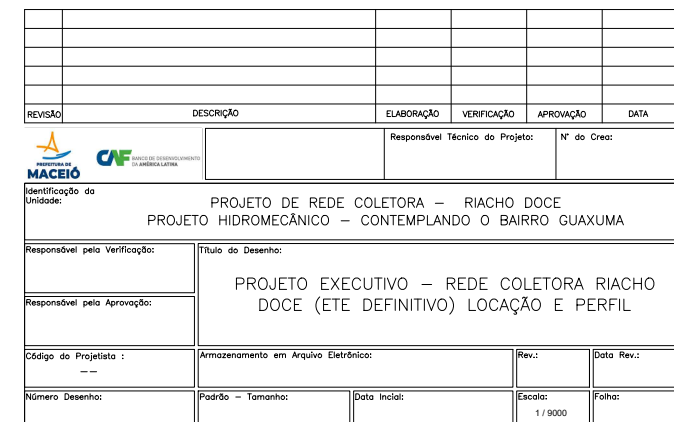 REVISÃO DESCRIÇÃO ELABORAÇÃO VERIFICAÇÃO APROVAÇÃO DATA
PREFEITURA DE
MACEIÓ
CAF BANCO DE DESENVOLVIMENTO
DA AMÉRICA LATINA
Responsável Técnico do Projeto: N° do Crea:
Identificação da
Unidade:
PROJETO DE REDE COLETORA – RIACHO DOCE
PROJETO HIDROMECÂNICO – CONTEMPLANDO O BAIRRO GUAXUMA
Responsável pela Verificação: Título do Desenho:
PROJETO EXECUTIVO – REDE COLETORA RIACHO
DOCE (ETE DEFINITIVO) LOCAÇÃO E PERFIL
Responsável pela Aprovação:
Código do Projetista : Armazenamento em Arquivo Eletrônico: Rev.: Data Rev.:
––
Número Desenho: Padrão – Tamanho: Data Incial: Escala: Folha:
1 / 9000